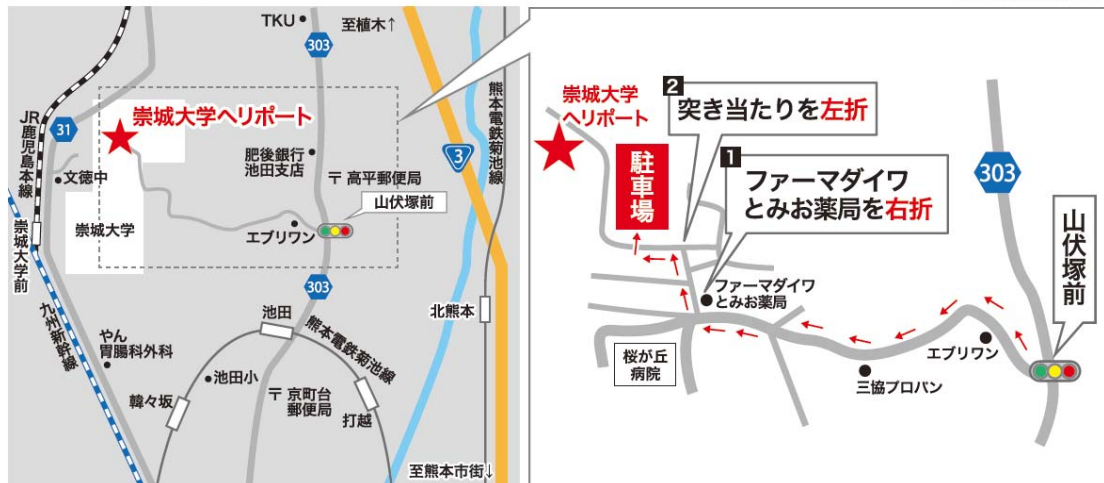 TKU
至植木↑
303
31
3
JR鹿児島本線
熊本電鉄菊池線
崇城大学ヘリポート
文徳中
肥後銀行
池田支店
〒高平郵便局
山伏塚前
崇城大学
エブリワン
崇城大学前
九州新幹線
303
池田
熊本電鉄菊池線
北熊本
やん
胃腸科外科
池田小
韓々坂
〒京町台
郵便局
打越
至熊本市街↓
崇城大学
ヘリポート
2
突き当たりを左折
1
ファーマダイワ
とみお薬局を右折
駐車場
303
山伏塚前
ファーマダイワ
とみお薬局
桜が丘
病院
エブリワン
三協プロパン